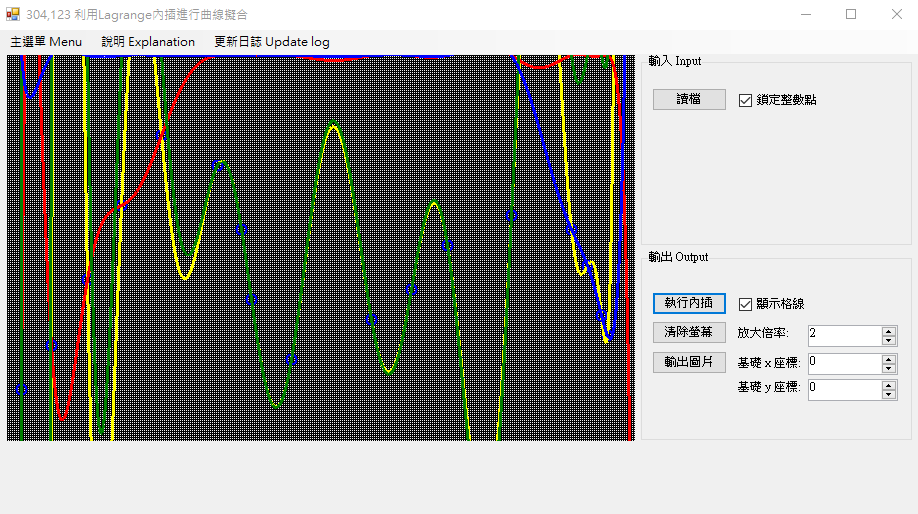 304,123 利用Lagrange內插進行曲線擬合
主選單 Menu 說明 Explanation 更新日誌 Update log
輸入 Input
讀檔 鎖定整數點
輸出 Output
執行內插 顯示格線
清除螢幕 放大倍率: 2
輸出圖片 基礎 x 座標: 0
基礎 y 座標: 0